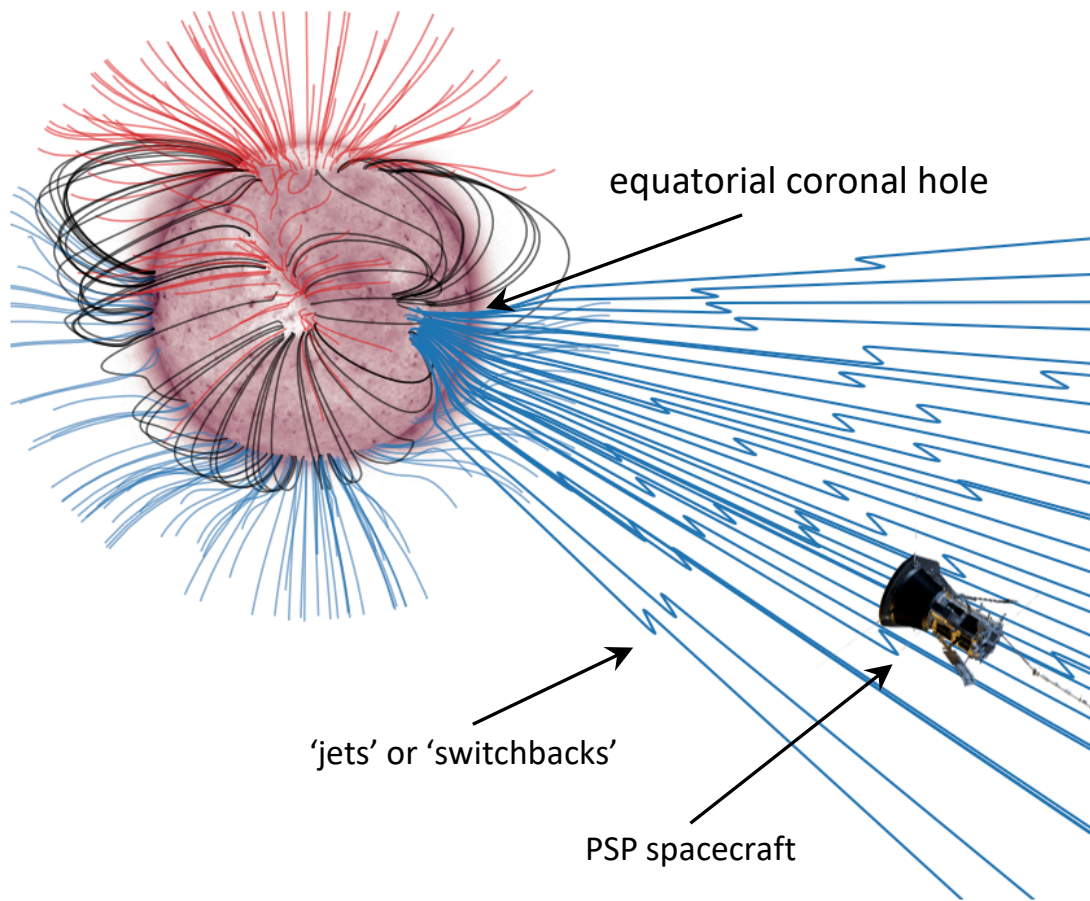 equatorial coronal hole
‘jets’ or ‘switchbacks’
PSP spacecraft